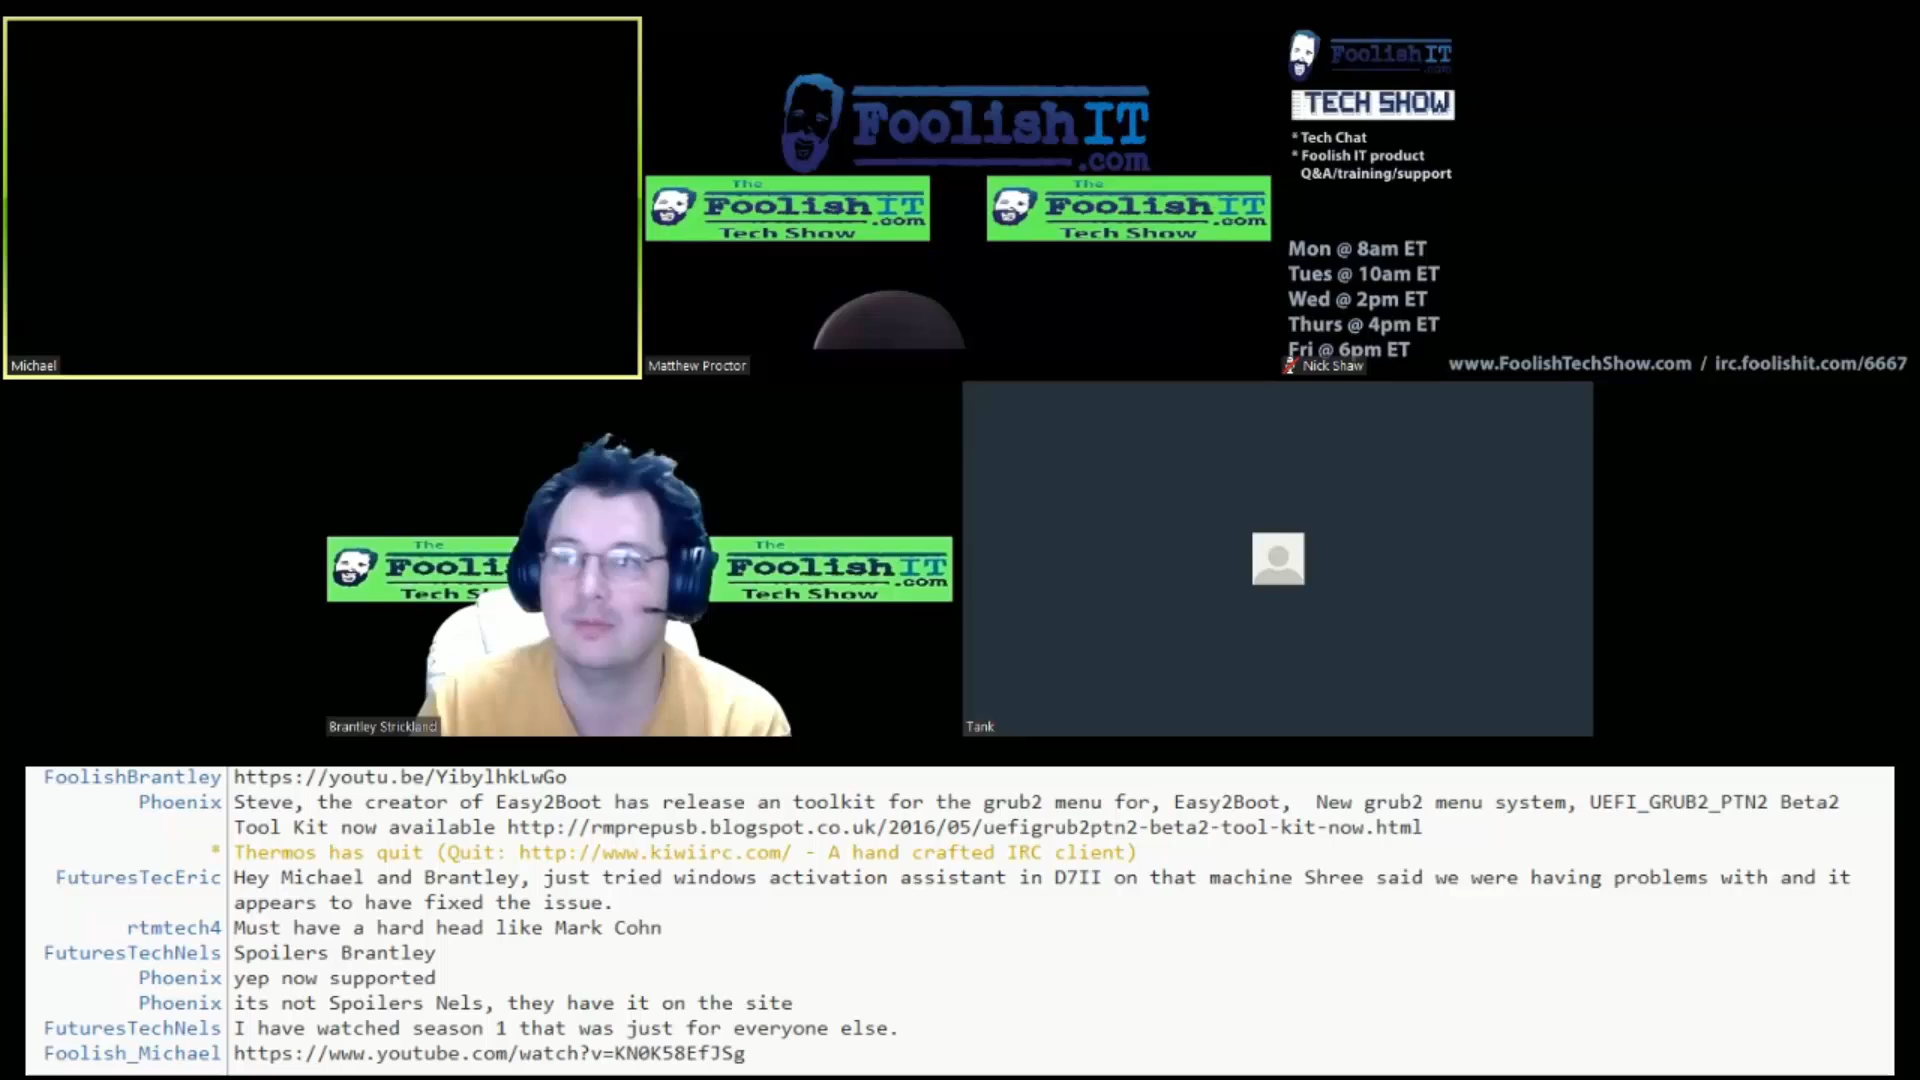 FoolishIT
.com
TECH SHOW
* Tech Chat
* Foolish IT product
Q&A/training/support
FoolishIT
.com
The
FoolishIT
.com
Tech Show
The
FoolishIT
.com
Tech Show
Mon @ 8am ET
Tues @ 10am ET
Wed @ 2pm ET
Thurs @ 4pm ET
Fri @ 6pm ET
www.FoolishTechShow.com / irc.foolishit.com/6667
Michael
Matthew Proctor
Nick Shaw
The
Fooli
Tech S
The
FoolishIT
.com
Tech Show
Brantley Strickland
Tank
FoolishBrantley https://youtu.be/YibylhkLwGo
Phoenix Steve, the creator of Easy2Boot has release an toolkit for the grub2 menu for, Easy2Boot,  New grub2 menu system, UEFI_GRUB2_PTN2 Beta2
Tool Kit now available http://rmprepusb.blogspot.co.uk/2016/05/uefigrub2ptn2-beta2-tool-kit-now.html
* Thermos has quit (Quit: http://www.kiwiirc.com/ - A hand crafted IRC client)
FuturesTecEric Hey Michael and Brantley, just tried windows activation assistant in D7II on that machine Shree said we were having problems with and it
appears to have fixed the issue.
rtmtech4 Must have a hard head like Mark Cohn
FuturesTechNels Spoilers Brantley
Phoenix yep now supported
Phoenix its not Spoilers Nels, they have it on the site
FuturesTechNels I have watched season 1 that was just for everyone else.
Foolish_Michael https://www.youtube.com/watch?v=KN0K58EfJSg